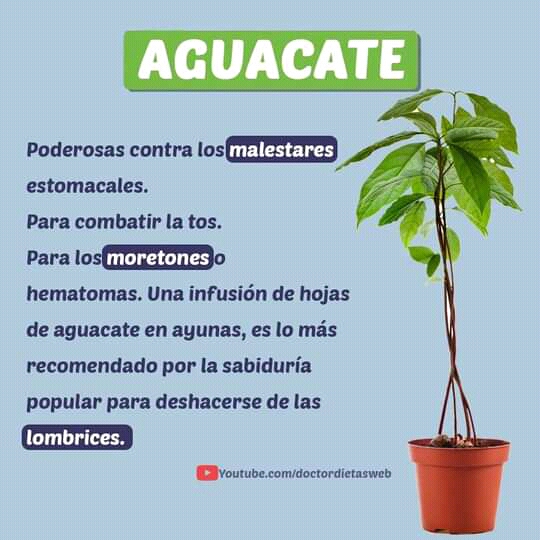 AGUACATE
Poderosas contra los malestares
estomacales.
Para combatir la tos.
Para los moretones o
hematomas. Una infusión de hojas
de aguacate en ayunas, es lo más
recomendado por la sabiduría
popular para deshacerse de las
lombrices.
Youtube.com/doctordietasweb